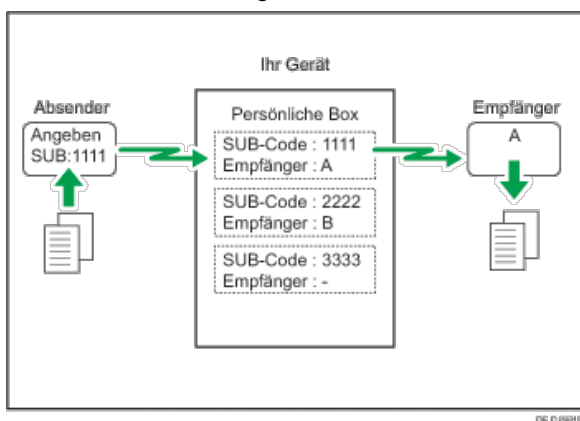 Ihr Gerät
Absender
Angeben
SUB:1111
Persönliche Box
SUB-Code : 1111
Empfänger : A
SUB-Code : 2222
Empfänger : B
SUB-Code : 3333
Empfänger : -
Empfänger
A